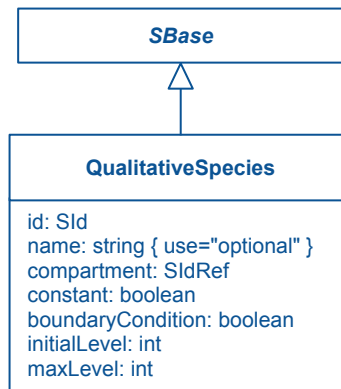 SBase
QualitativeSpecies
id: SId
name: string { use="optional" }
compartment: SIdRef
constant: boolean
boundaryCondition: boolean
initialLevel: int
maxLevel: int